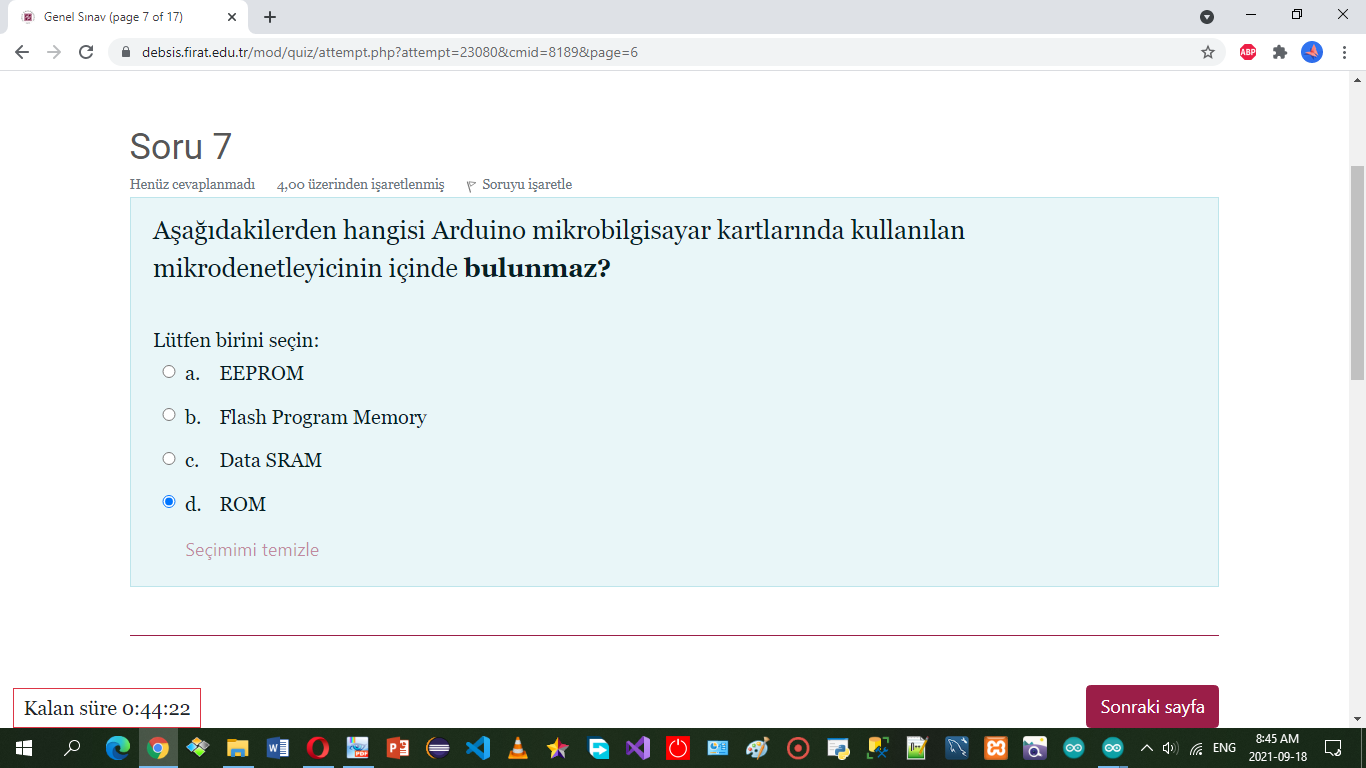 Genel Sınav (page 7 of 17)
debsis.firat.edu.tr/mod/quiz/attempt.php?attempt=23080&cmid=8189&page=6
ABP
Soru 7
Henüz cevaplanmadı 4,00 üzerinden işaretlenmiş Soruyu işaretle
Aşağıdakilerden hangisi Arduino mikrobilgisayar kartlarında kullanılan
mikrodenetleyicinin içinde bulunmaz?
Lütfen birini seçin:
a. EEPROM
b. Flash Program Memory
c. Data SRAM
d. ROM
Seçimimi temizle
Kalan süre 0:44:22
Sonraki sayfa
ENG
8:45 AM
2021-09-18